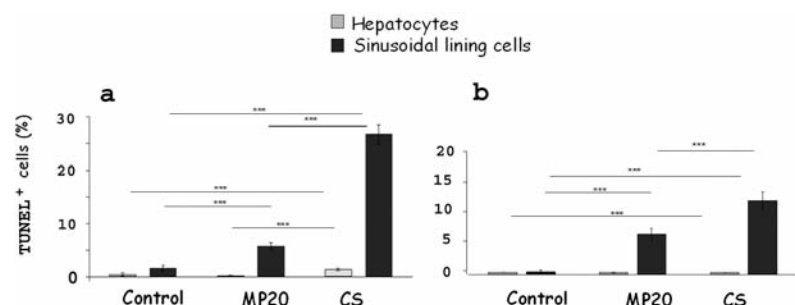 Hepatocytes
Sinusoidal lining cells
a
b
TUNEL+ cells (%)
30
20
10
0
***
***
***
***
***
Control MP20 CS
20
15
10
5
0
***
***
***
***
Control MP20 CS